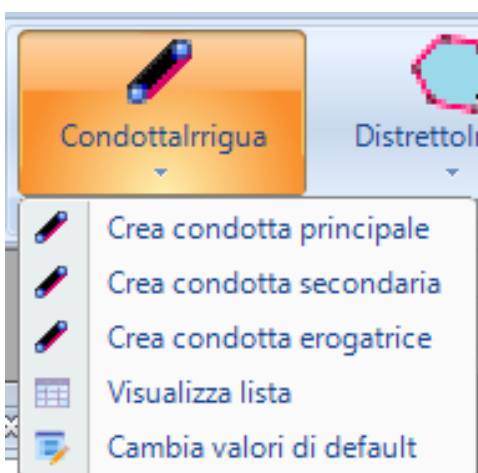 CondottaIrrigua DistrettoI
Crea condotta principale
Crea condotta secondaria
Crea condotta erogatrice
Visualizza lista
Cambia valori di default